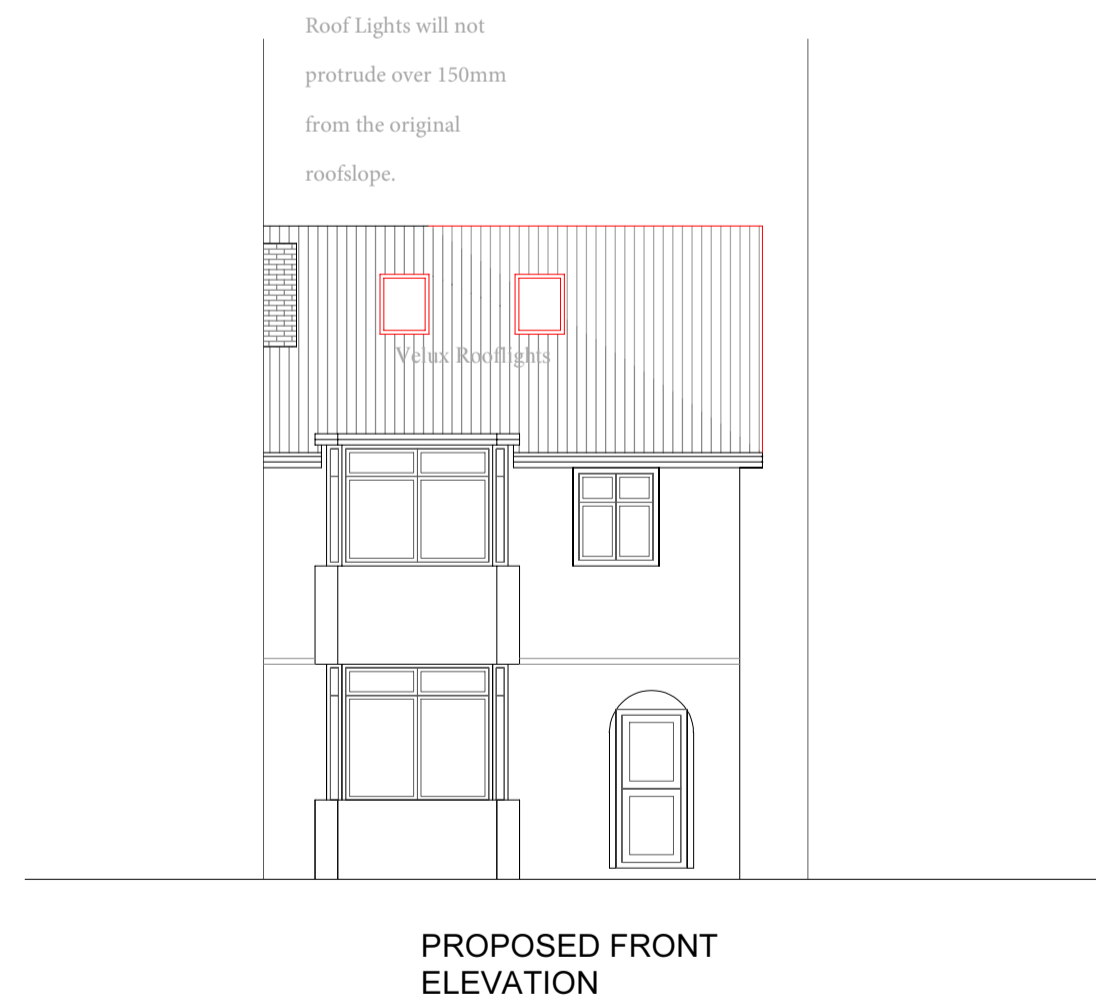 Roof Lights will not
protrude over 150mm
from the original
roofslope.
Velux Rooflights
PROPOSED FRONT
ELEVATION